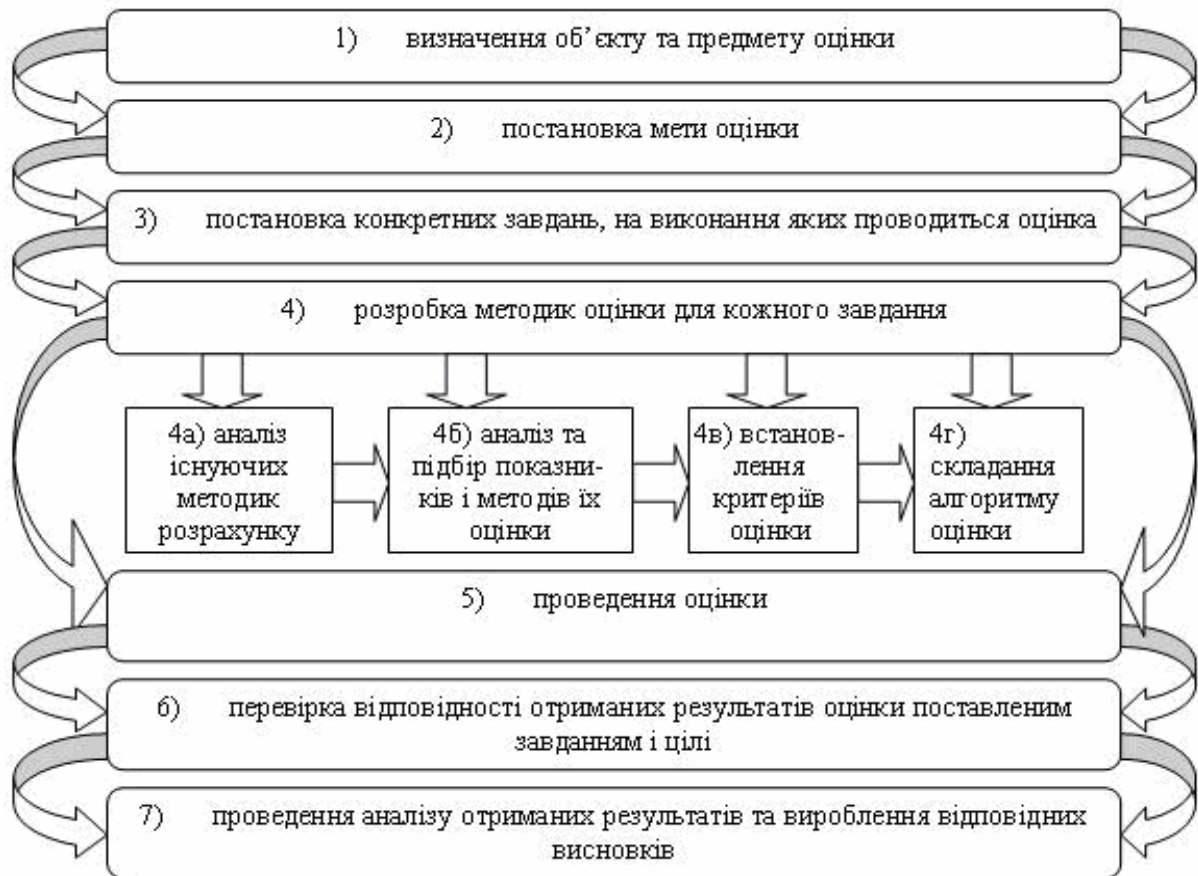 1) визначення об’єкту та предмету оцінки
2) постановка мети оцінки
3) постановка конкретних завдань, на виконання яких проводиться оцінка
4) розробка методик оцінки для кожного завдання
4а) аналіз
існуючих
методик
розрахунку
4б) аналіз та
підбір показни-
ків і методів їх
оцінки
4в) встанов-
лення
критеріїв
оцінки
4г)
складання
алгоритму
оцінки
5) проведення оцінки
6) перевірка відповідності отриманих результатів оцінки поставленим
завданням і цілі
7) проведення аналізу отриманих результатів та вироблення відповідних
висновків